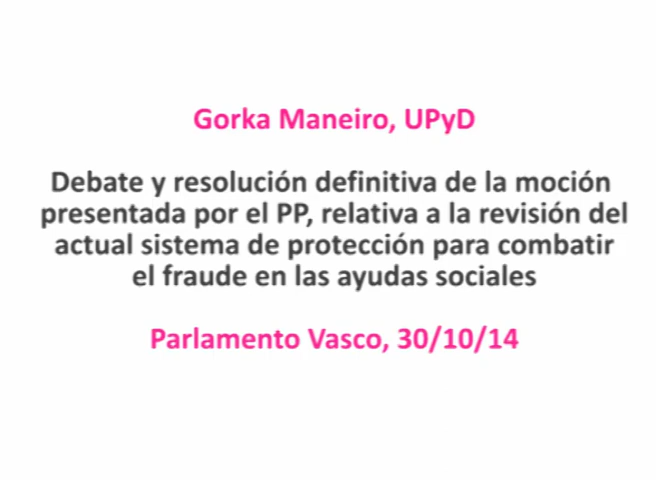 Gorka Maneiro, UPyD
Debate y resolución definitiva de la moción
presentada por el PP, relativa a la revisión del
actual sistema de protección para combatir
el fraude en las ayudas sociales
Parlamento Vasco, 30/10/14